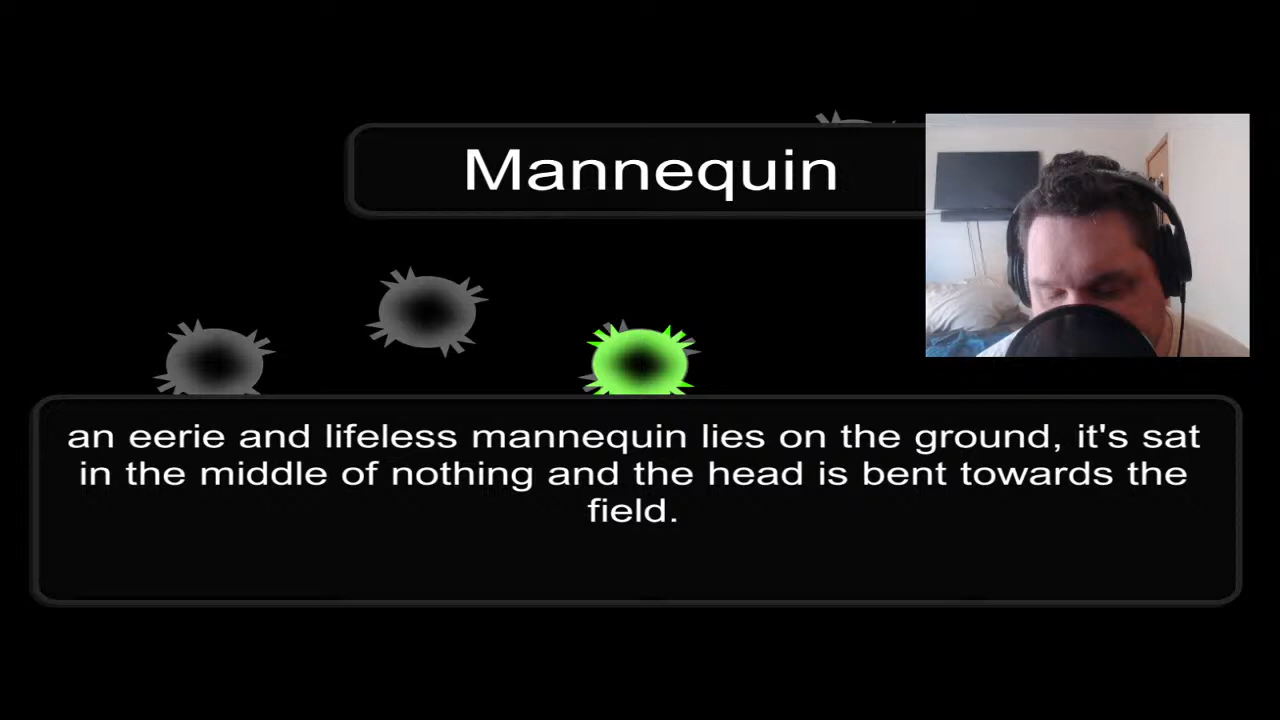 Mannequin
an eerie and lifeless mannequin lies on the ground, it's sat
in the middle of nothing and the head is bent towards the
field.